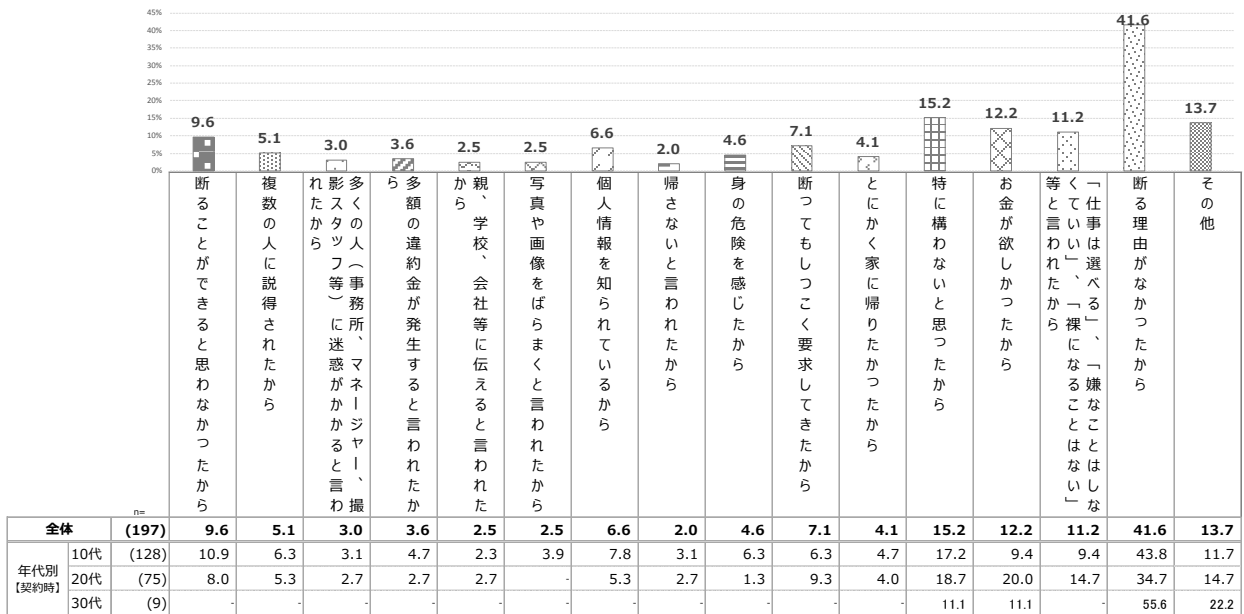 45%
40%
35%
30%
25%
20%
15%
10%
5%
0%
9.6
5.1
3.0
3.6
2.5
2.5
6.6
2.0
4.6
7.1
4.1
15.2
12.2
11.2
41.6
13.7
断ることができると思わなかったから
複数の人に説得されたから
多くの人（事務所、マネージャー、撮
影スタッフ等）に迷惑がかかると言わ
れたから
多額の違約金が発生すると言われたか
ら
親、学校、会社等に伝えると言われた
から
写真や画像をばらまくと言われたから
個人情報を知られているから
帰さないと言われたから
身の危険を感じたから
断ってもしつこく要求してきたから
とにかく家に帰りたかったから
特に構わないと思ったから
お金が欲しかったから
「仕事は選べる」、「嫌なことはしな
くていい」、「裸になることはない」
等と言われたから
断る理由がなかったから
その他
n=
全体 (197) 9.6 5.1 3.0 3.6 2.5 2.5 6.6 2.0 4.6 7.1 4.1 15.2 12.2 11.2 41.6 13.7
年代別
【契約時】
10代 (128) 10.9 6.3 3.1 4.7 2.3 3.9 7.8 3.1 6.3 6.3 4.7 17.2 9.4 9.4 43.8 11.7
20代 (75) 8.0 5.3 2.7 2.7 2.7 - 5.3 2.7 1.3 9.3 4.0 18.7 20.0 14.7 34.7 14.7
30代 (9) - - - - - - - - - - - 11.1 11.1 - 55.6 22.2